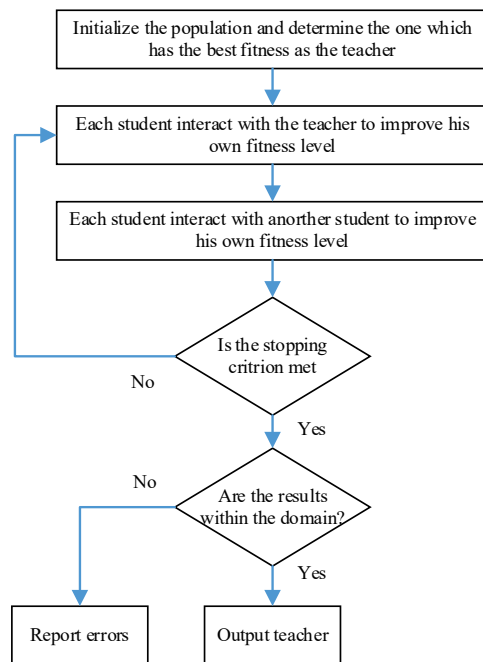 Initialize the population and determine the one which
has the best fitness as the teacher
Each student interact with the teacher to improve his
own fitness level
Each student interact with anorther student to improve
his own fitness level
Is the stopping
critrion met
No
Yes
No
Are the results
within the domain?
Yes
Report errors
Output teacher